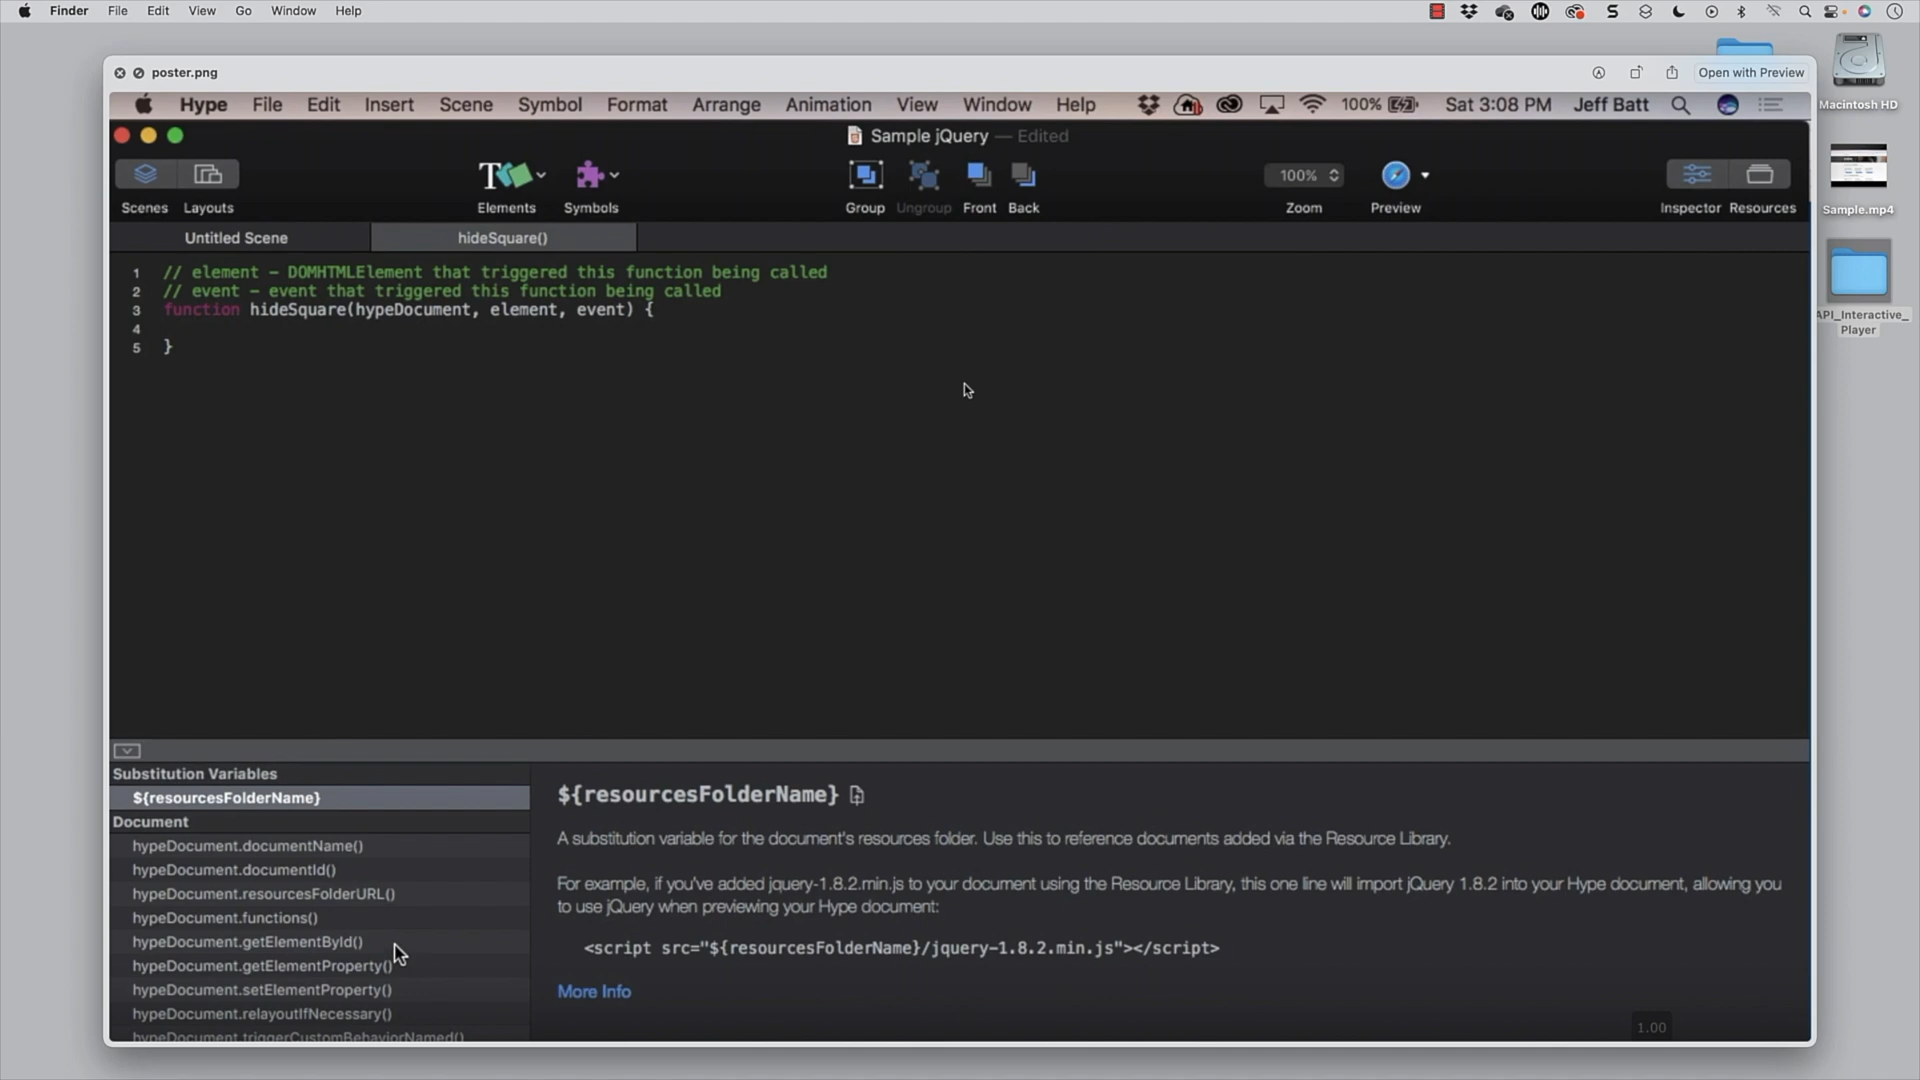 Finder File Edit View Go Window Help
poster.png
Open with Preview
Hype File Edit Insert Scene Symbol Format Arrange Animation View Window Help 100% Sat 3:08 PM Jeff Batt
Sample jQuery — Edited
100%
Scenes Layouts Elements Symbols Group Ungroup Front Back Zoom Preview Inspector Resources
Untitled Scene hideSquare()
1 // element - DOMHTMLElement that triggered this function being called
2 // event - event that triggered this function being called
3 function hideSquare(hypeDocument, element, event) {
4
5 }
Substitution Variables
${resourcesFolderName}
Document
hypeDocument.documentName()
hypeDocument.documentId()
hypeDocument.resourcesFolderURL()
hypeDocument.functions()
hypeDocument.getElementById()
hypeDocument.getElementProperty()
hypeDocument.setElementProperty()
hypeDocument.relayoutIfNecessary()
hypeDocument.triggerCustomBehaviorNamed()
${resourcesFolderName}
A substitution variable for the document's resources folder. Use this to reference documents added via the Resource Library.
For example, if you've added jquery-1.8.2.min.js to your document using the Resource Library, this one line will import jQuery 1.8.2 into your Hype document, allowing you
to use jQuery when previewing your Hype document:
<script src="${resourcesFolderName}/jquery-1.8.2.min.js"></script>
More Info
1.00
Macintosh HD
Sample.mp4
API_Interactive_
Player